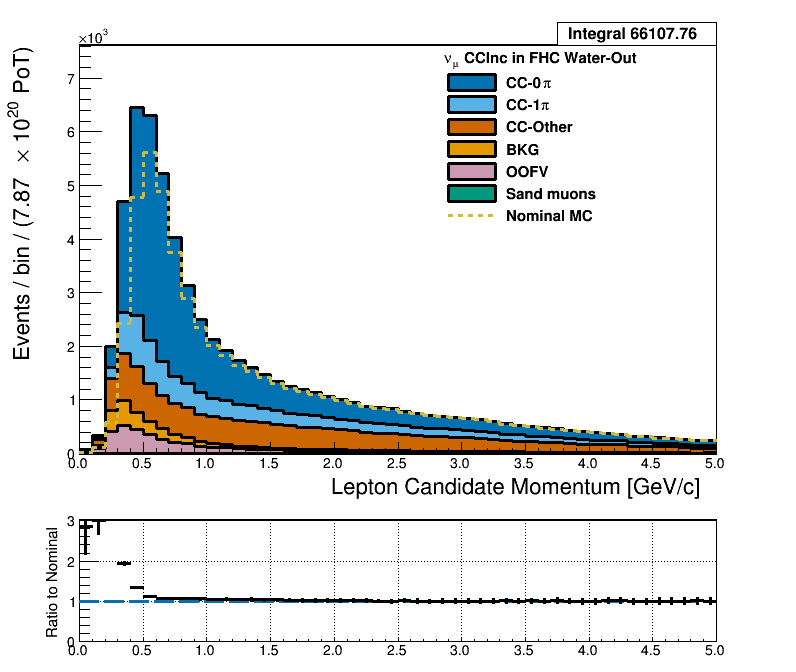 Integral 66107.76
×10³
ν_μ CCInc in FHC Water-Out
CC-0π
CC-1π
CC-Other
BKG
OOFV
Sand muons
Nominal MC
Events / bin / (7.87 × 10²⁰ PoT)
7
6
5
4
3
2
1
0
0.0 0.5 1.0 1.5 2.0 2.5 3.0 3.5 4.0 4.5 5.0
Lepton Candidate Momentum [GeV/c]
Ratio to Nominal
3
2
1
0
0.0 0.5 1.0 1.5 2.0 2.5 3.0 3.5 4.0 4.5 5.0